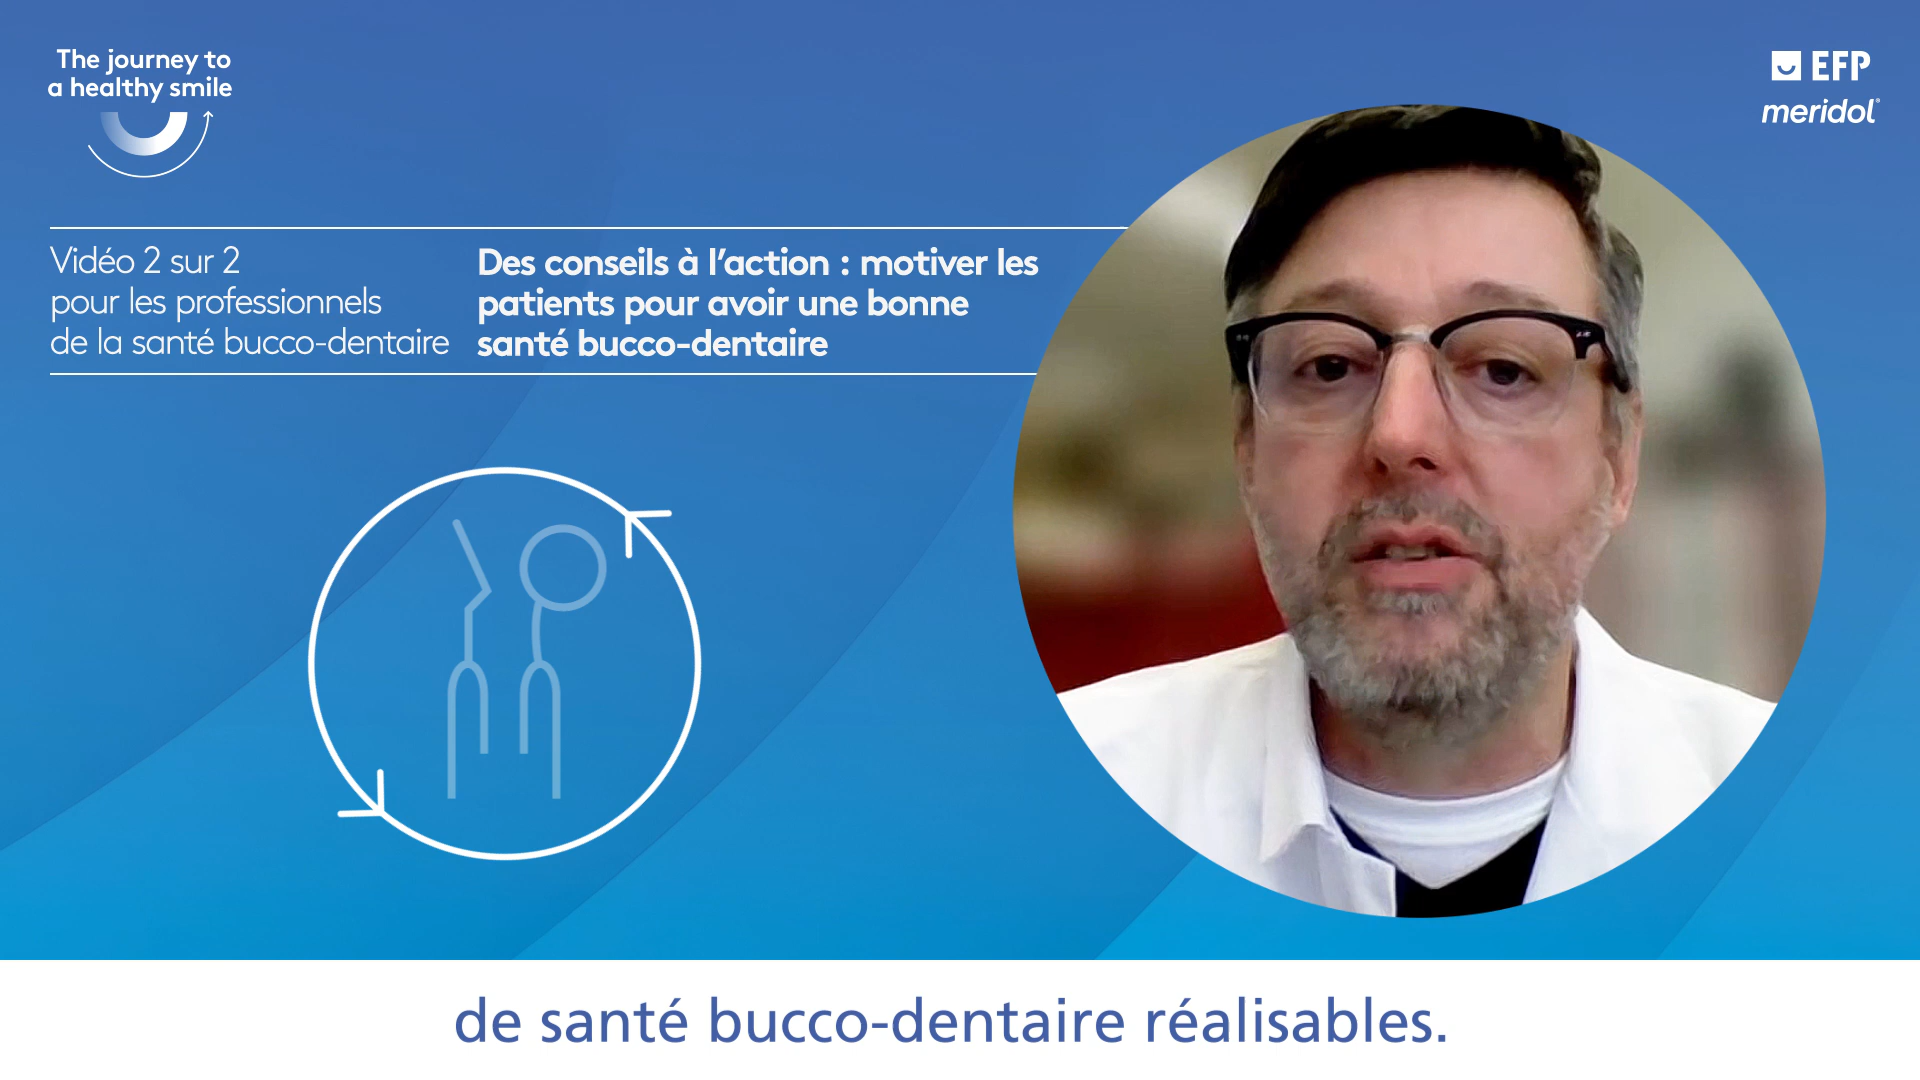 The journey to
a healthy smile
EFP
meridol®
Vidéo 2 sur 2
pour les professionnels
de la santé bucco-dentaire
Des conseils à l’action : motiver les
patients pour avoir une bonne
santé bucco-dentaire
de santé bucco-dentaire réalisables.